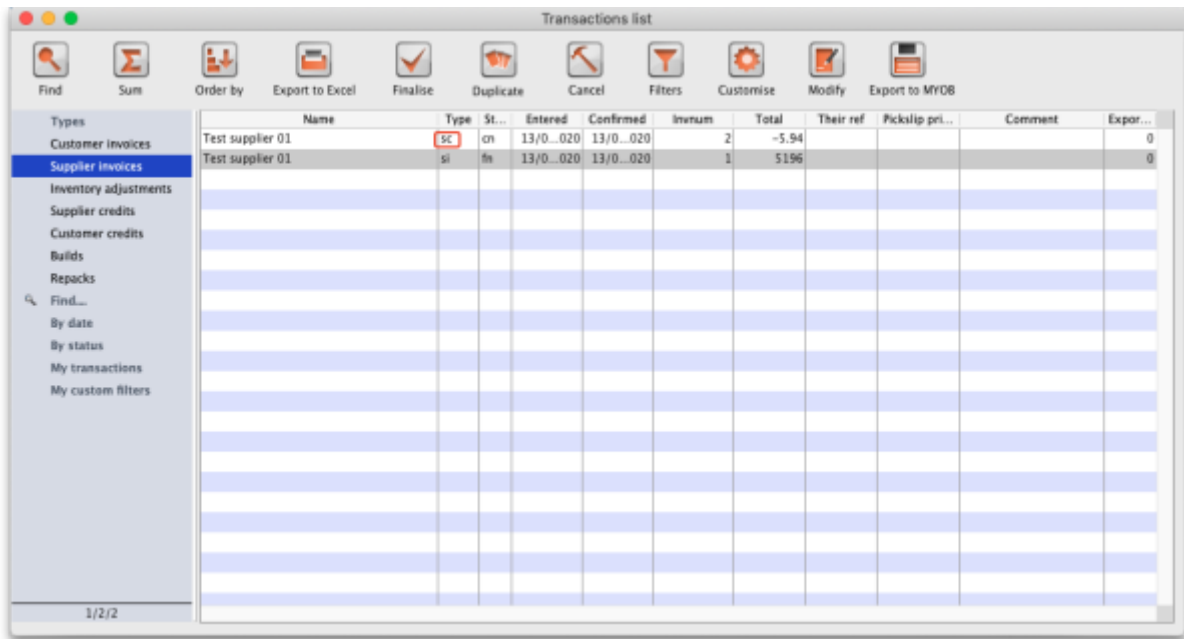 Transactions list
Find Sum Order by Export to Excel Finalise Duplicate Cancel Filters Customise Modify Export to MYOB
Types
Customer invoices
Supplier invoices
Inventory adjustments
Supplier credits
Customer credits
Builds
Repacks
Find...
By date
By status
My transactions
My custom filters
1/2/2
Name Type St... Entered Confirmed Invnum Total Their ref Pickslip pri... Comment Expor...
Test supplier 01 sc cn 13/0...020 13/0...020 2 -5.94 0
Test supplier 01 si fn 13/0...020 13/0...020 1 5196 0